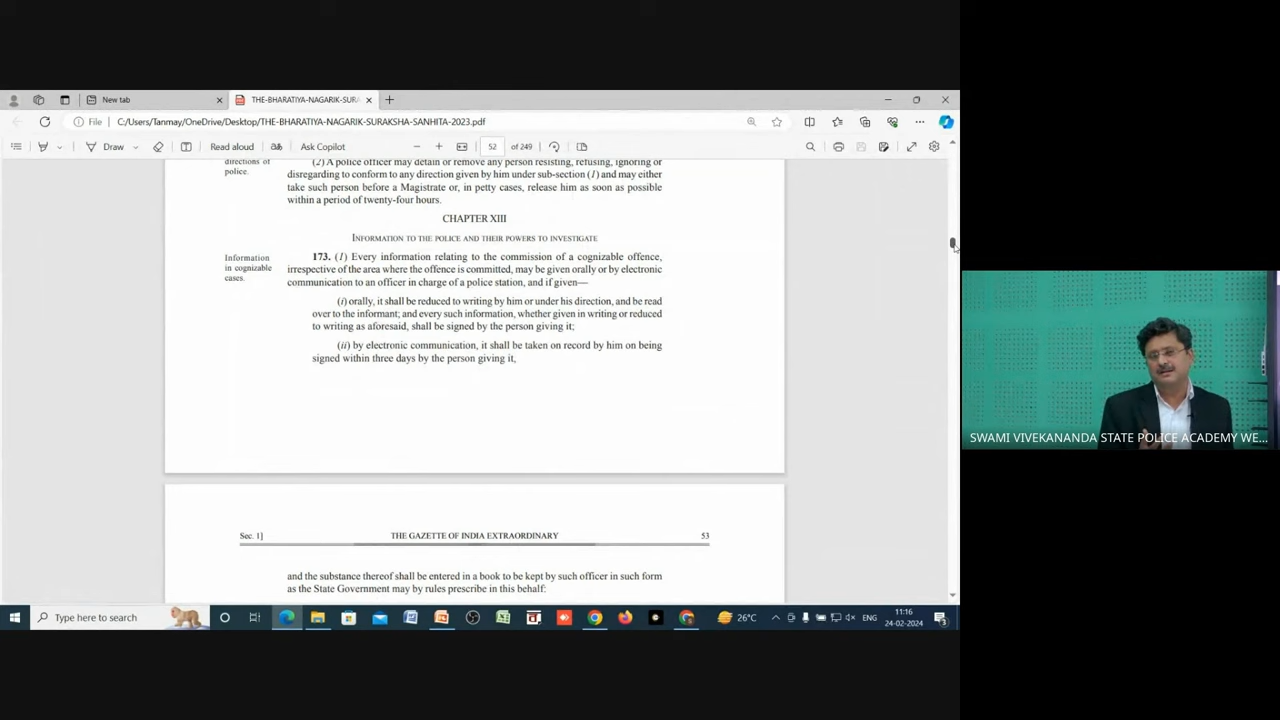 New tab
THE-BHARATIYA-NAGARIK-SURA
File
C:/Users/Tanmay/OneDrive/Desktop/THE-BHARATIYA-NAGARIK-SURAKSHA-SANHITA-2023.pdf
Draw
Read aloud
Ask Copilot
52
of 249
directions of
police.
(2) A police officer may detain or remove any person resisting, refusing, ignoring or
disregarding to conform to any direction given by him under sub-section (1) and may either
take such person before a Magistrate or, in petty cases, release him as soon as possible
within a period of twenty-four hours.
CHAPTER XIII
INFORMATION TO THE POLICE AND THEIR POWERS TO INVESTIGATE
Information
in cognizable
cases.
173. (1) Every information relating to the commission of a cognizable offence,
irrespective of the area where the offence is committed, may be given orally or by electronic
communication to an officer in charge of a police station, and if given—
(i) orally, it shall be reduced to writing by him or under his direction, and be read
over to the informant; and every such information, whether given in writing or reduced
to writing as aforesaid, shall be signed by the person giving it;
(ii) by electronic communication, it shall be taken on record by him on being
signed within three days by the person giving it,
Sec. 1]
THE GAZETTE OF INDIA EXTRAORDINARY
53
and the substance thereof shall be entered in a book to be kept by such officer in such form
as the State Government may by rules prescribe in this behalf:
SWAMI VIVEKANANDA STATE POLICE ACADEMY WE...
Type here to search
26°C
ENG
11:16
24-02-2024